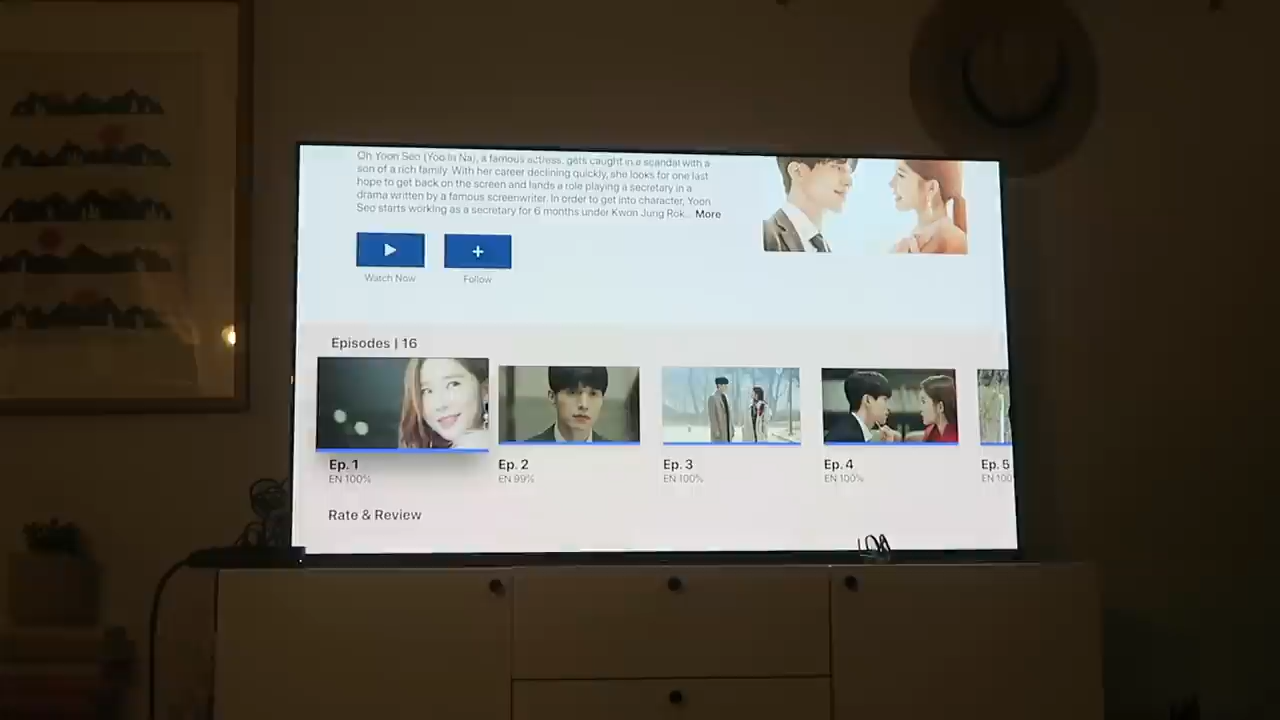 Oh Yoon Seo (Yoo In Na), a famous actress, gets caught in a scandal with a
son of a rich family. With her career declining quickly, she looks for one last
hope to get back on the screen and lands a role playing a secretary in a
drama written by a famous screenwriter. In order to get into character, Yoon
Seo starts working as a secretary for 6 months under Kwon Jung Rok... More
Watch Now
Follow
Episodes | 16
Ep. 1
EN 100%
Ep. 2
EN 99%
Ep. 3
EN 100%
Ep. 4
EN 100%
Ep. 5
EN 100
Rate & Review